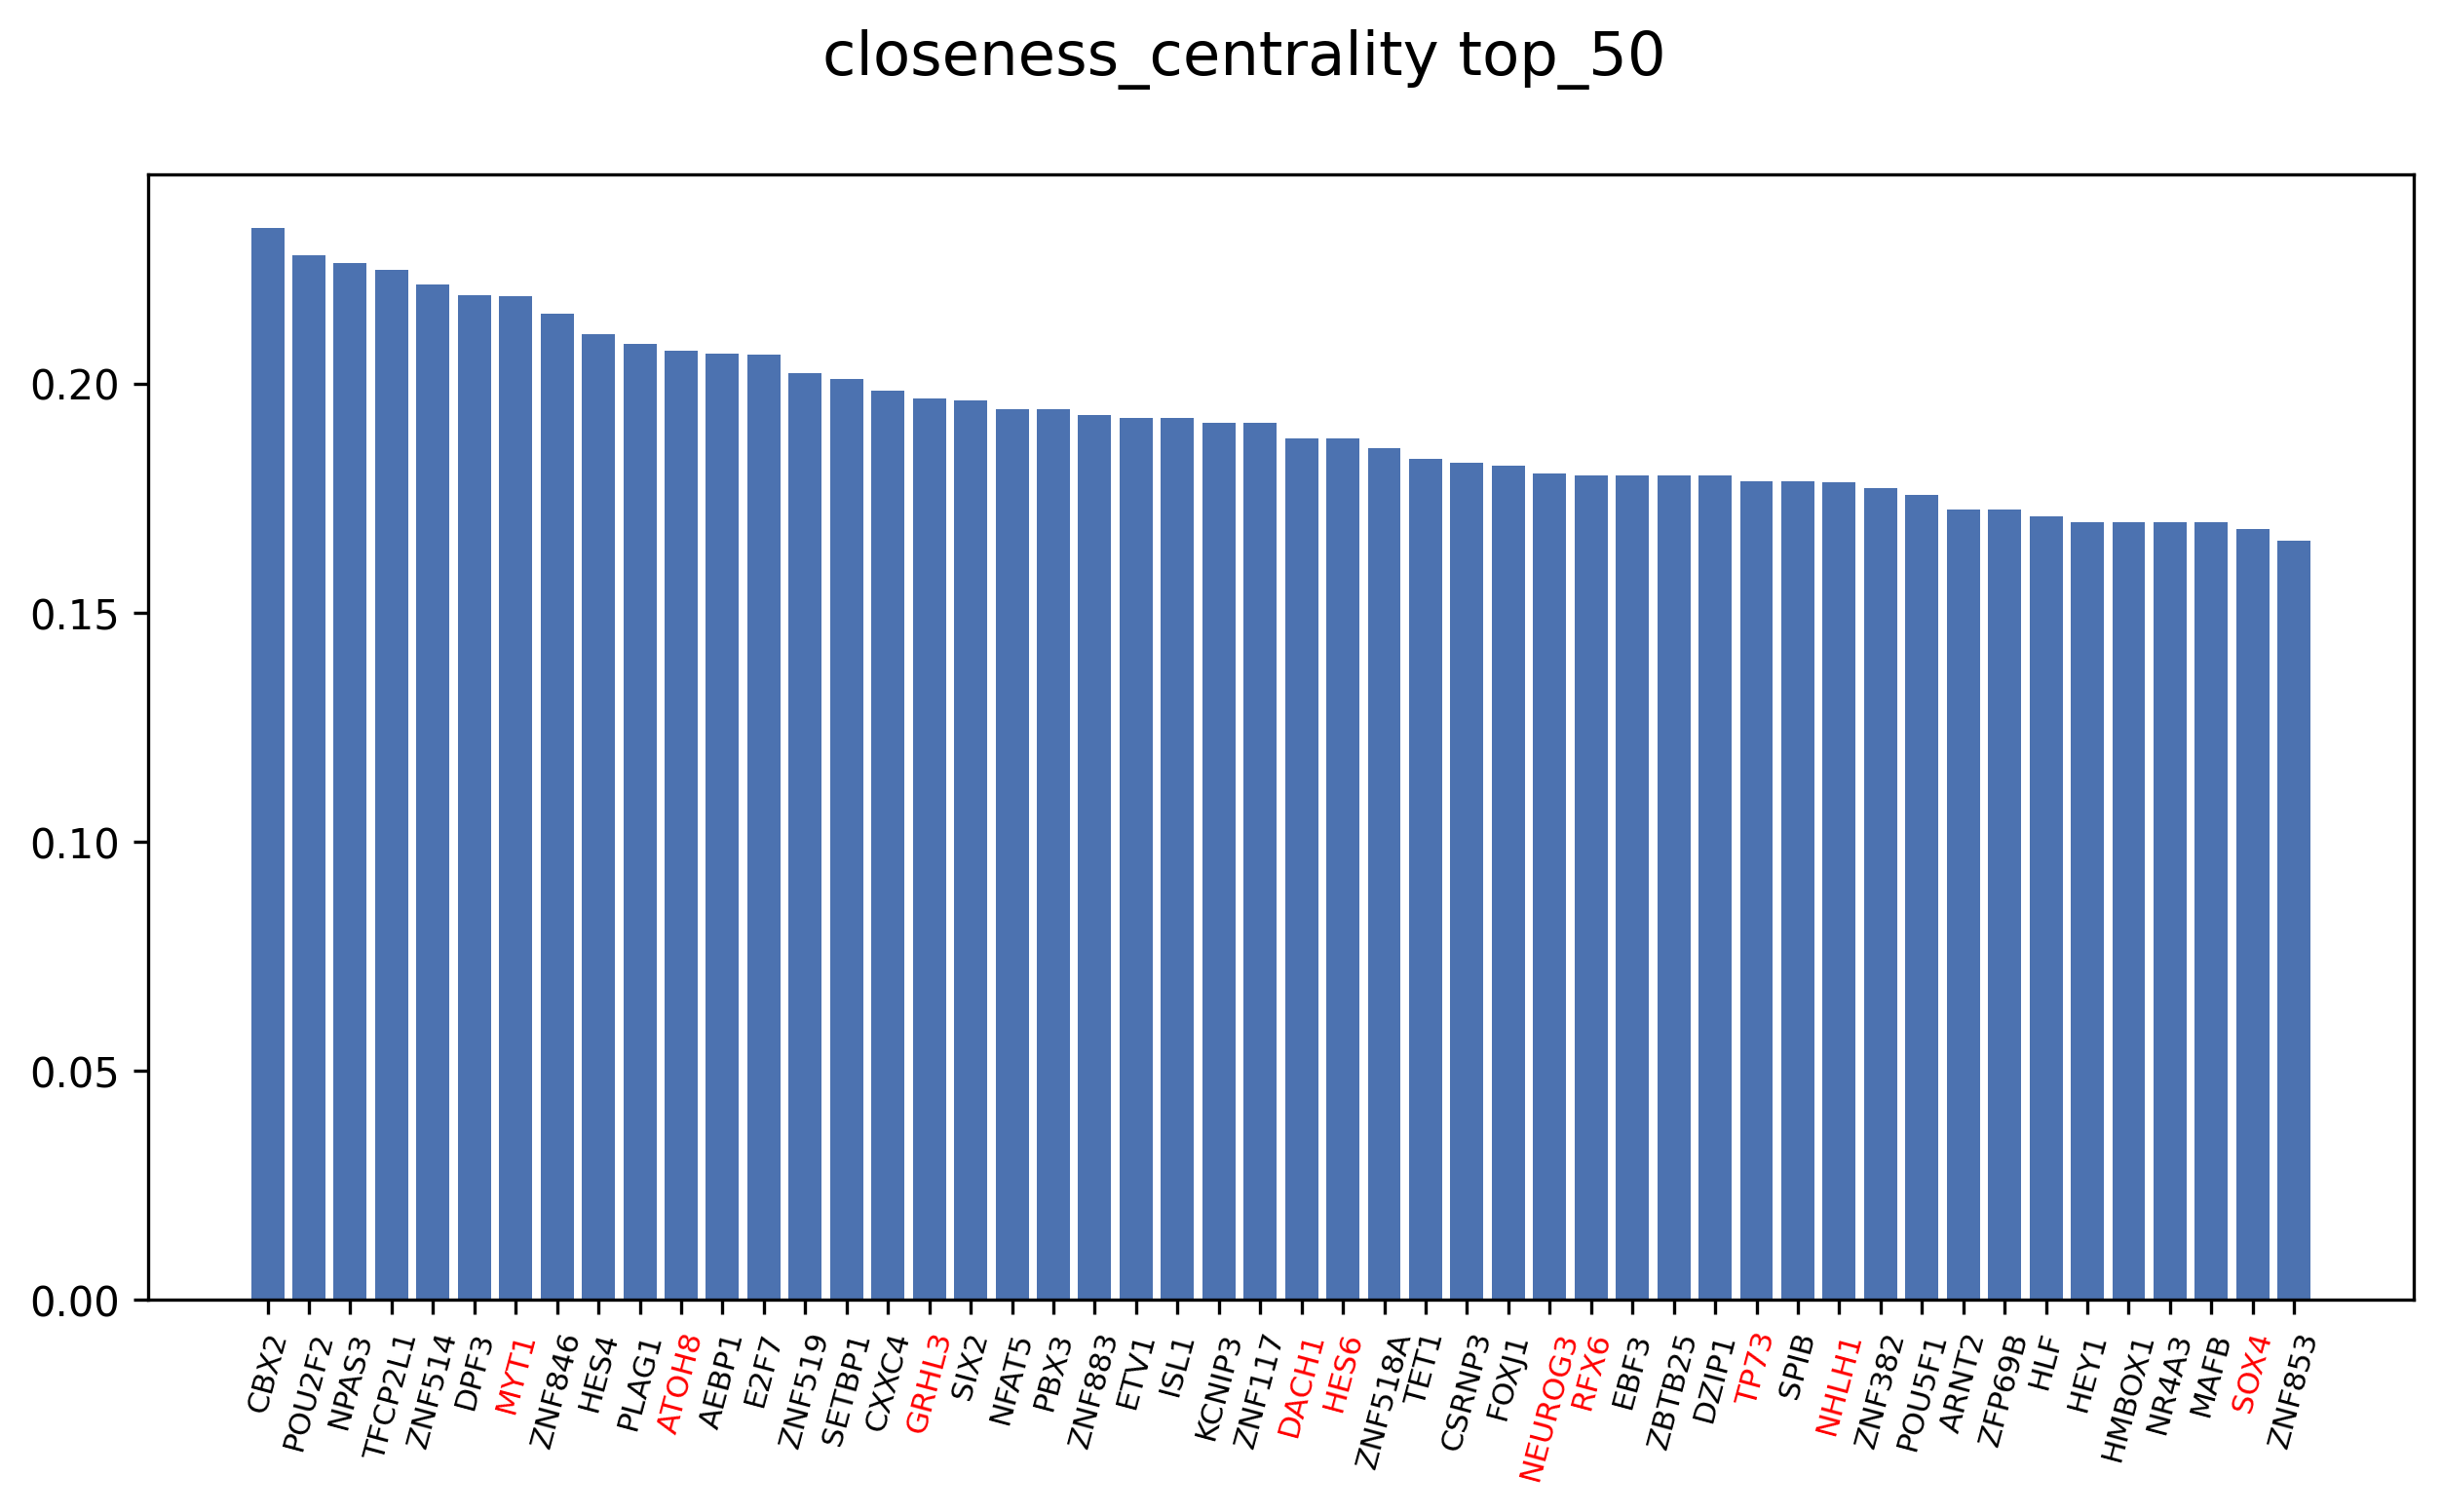 closeness_centrality top_50
0.20
0.15
0.10
0.05
0.00
CBX2
POU2F2
NPAS3
TFCP2L1
ZNF514
DPF3
MYT1
ZNF846
HES4
PLAG1
ATOH8
AEBP1
E2F7
ZNF519
SETBP1
CXXC4
GRHL3
SIX2
NFAT5
PBX3
ZNF883
ETV1
ISL1
KCNIP3
ZNF117
DACH1
HES6
ZNF518A
TET1
CSRNP3
FOXJ1
NEUROG3
RFX6
EBF3
ZBTB25
DZIP1
TP73
SPIB
NHLH1
ZNF382
POU5F1
ARNT2
ZFP69B
HLF
HEY1
HMBOX1
NR4A3
MAFB
SOX4
ZNF853